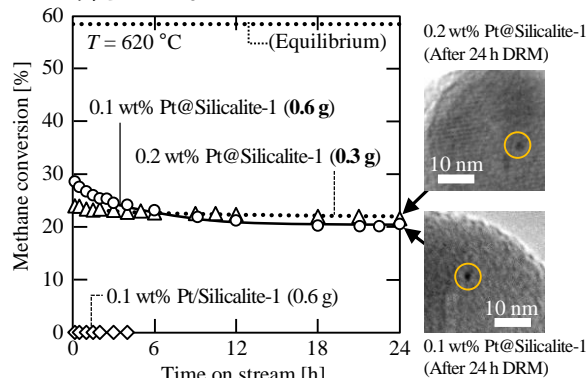 60
50
40
30
20
10
0
Methane conversion [%]
T = 620 °C
(Equilibrium)
0.1 wt% Pt@Silicalite-1 (0.6 g)
0.2 wt% Pt@Silicalite-1 (0.3 g)
0.1 wt% Pt/Silicalite-1 (0.6 g)
0 6 12 18 24
Time on stream [h]
0.2 wt% Pt@Silicalite-1
(After 24 h DRM)
10 nm
10 nm
0.1 wt% Pt@Silicalite-1
(After 24 h DRM)